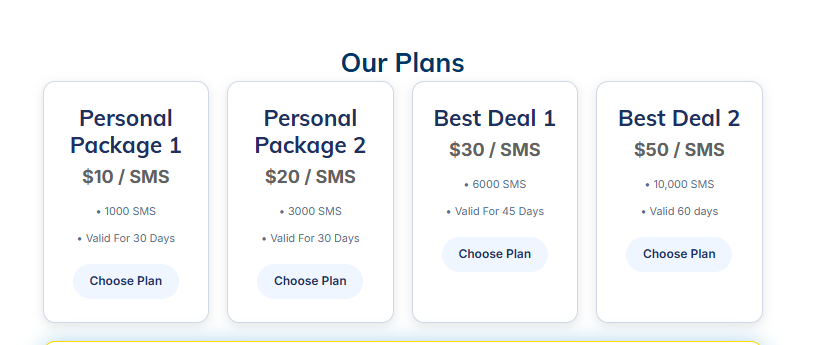 Our Plans
Personal
Package 1
$10 / SMS
• 1000 SMS
• Valid For 30 Days
Choose Plan
Personal
Package 2
$20 / SMS
• 3000 SMS
• Valid For 30 Days
Choose Plan
Best Deal 1
$30 / SMS
• 6000 SMS
• Valid For 45 Days
Choose Plan
Best Deal 2
$50 / SMS
• 10,000 SMS
• Valid 60 days
Choose Plan